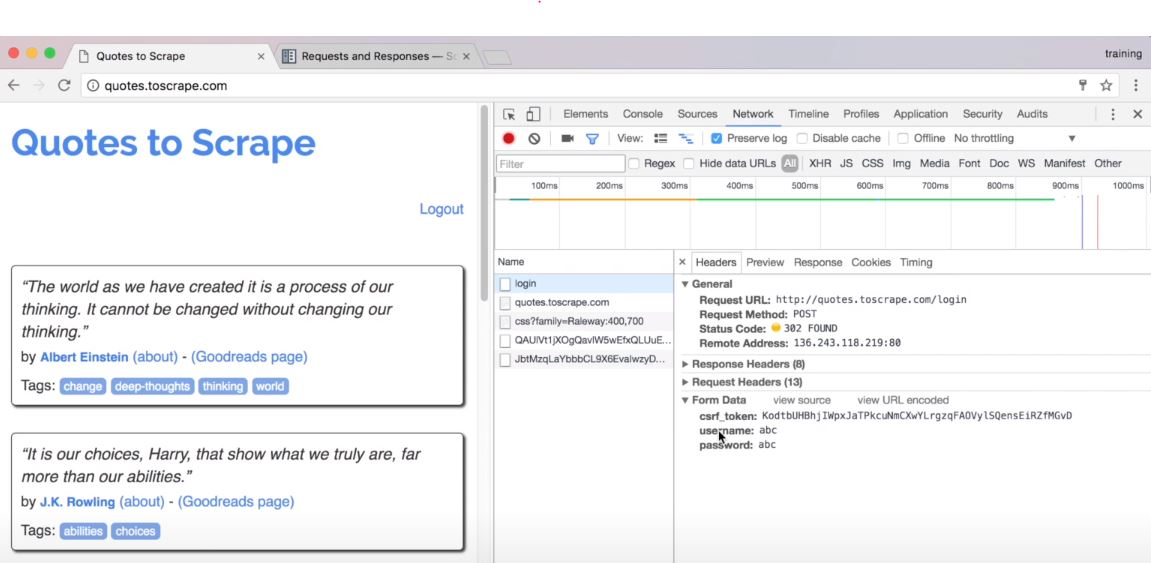 Quotes to Scrape
Requests and Responses — Sc
training
quotes.toscrape.com
Quotes to Scrape
Logout
“The world as we have created it is a process of our
thinking. It cannot be changed without changing our
thinking.”
by Albert Einstein (about) - (Goodreads page)
Tags: change deep-thoughts thinking world
“It is our choices, Harry, that show what we truly are, far
more than our abilities.”
by J.K. Rowling (about) - (Goodreads page)
Tags: abilities choices
Elements Console Sources Network Timeline Profiles Application Security Audits
View: Preserve log Disable cache Offline No throttling
Filter Regex Hide data URLs All XHR JS CSS Img Media Font Doc WS Manifest Other
100ms 200ms 300ms 400ms 500ms 600ms 700ms 800ms 900ms 1000ms
Name
login
quotes.toscrape.com
css?family=Raleway:400,700
Headers Preview Response Cookies Timing
General
Request URL: http://quotes.toscrape.com/login
Request Method: POST
Status Code: 302 FOUND
Remote Address: 136.243.118.219:80
Response Headers (8)
Request Headers (13)
Form Data view source view URL encoded
csrf_token: KodtbUHBhjIWpxJaTPkcuNmCXwYLrgzqFAOVylSQensEiRZfMGvD
username: abc
password: abc